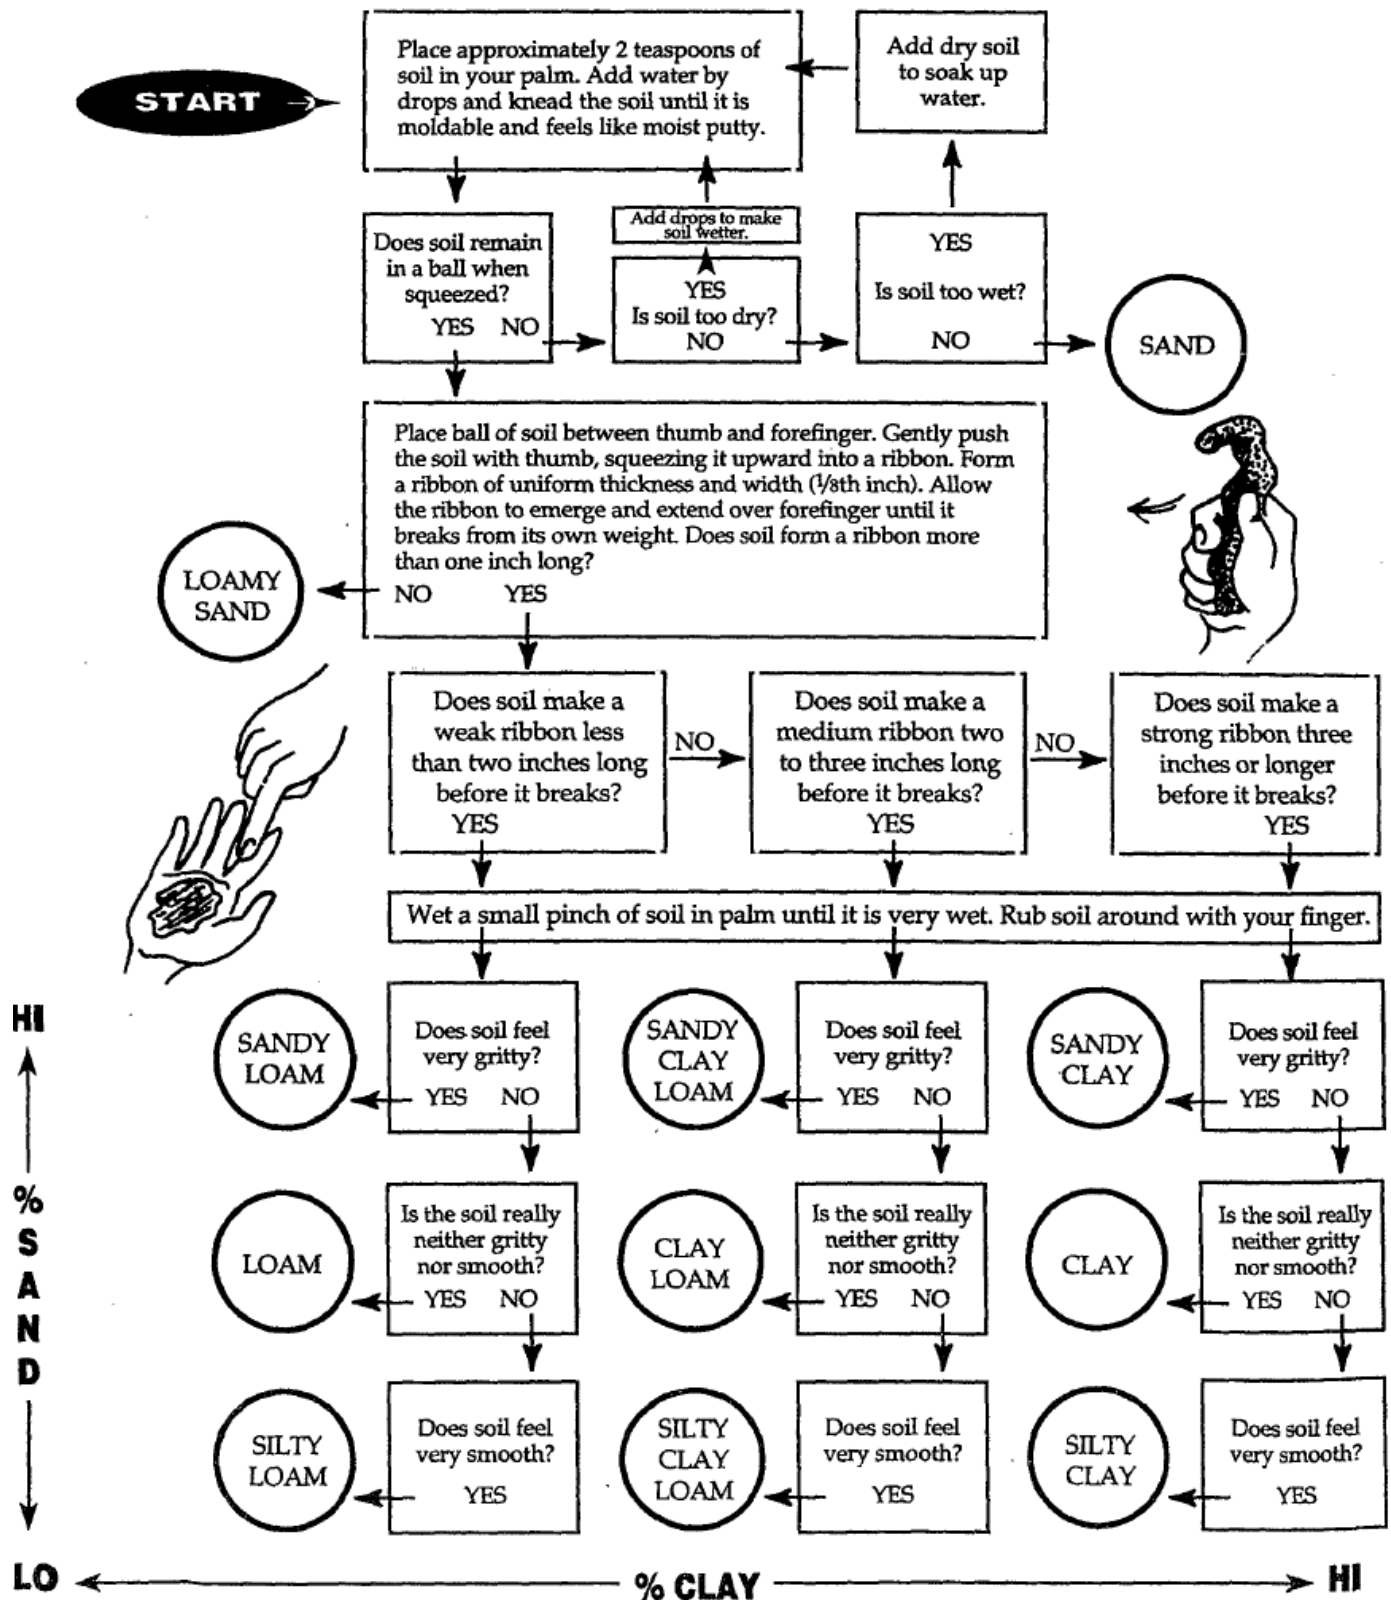 START
Place approximately 2 teaspoons of
soil in your palm. Add water by
drops and knead the soil until it is
moldable and feels like moist putty.
Add dry soil
to soak up
water.
Does soil remain
in a ball when
squeezed?
YES NO
Add drops to make
soil wetter.
YES
Is soil too dry?
NO
YES
Is soil too wet?
NO
SAND
Place ball of soil between thumb and forefinger. Gently push
the soil with thumb, squeezing it upward into a ribbon. Form
a ribbon of uniform thickness and width (1/8th inch). Allow
the ribbon to emerge and extend over forefinger until it
breaks from its own weight. Does soil form a ribbon more
than one inch long?
NO YES
LOAMY
SAND
Does soil make a
weak ribbon less
than two inches long
before it breaks?
YES
NO
Does soil make a
medium ribbon two
to three inches long
before it breaks?
YES
NO
Does soil make a
strong ribbon three
inches or longer
before it breaks?
YES
Wet a small pinch of soil in palm until it is very wet. Rub soil around with your finger.
SANDY
LOAM
Does soil feel
very gritty?
YES NO
SANDY
CLAY
LOAM
Does soil feel
very gritty?
YES NO
SANDY
CLAY
Does soil feel
very gritty?
YES NO
LOAM
Is the soil really
neither gritty
nor smooth?
YES NO
CLAY
LOAM
Is the soil really
neither gritty
nor smooth?
YES NO
CLAY
Is the soil really
neither gritty
nor smooth?
YES NO
SILTY
LOAM
Does soil feel
very smooth?
YES
SILTY
CLAY
LOAM
Does soil feel
very smooth?
YES
SILTY
CLAY
Does soil feel
very smooth?
YES
HI
%
S
A
N
D
LO
% CLAY
HI